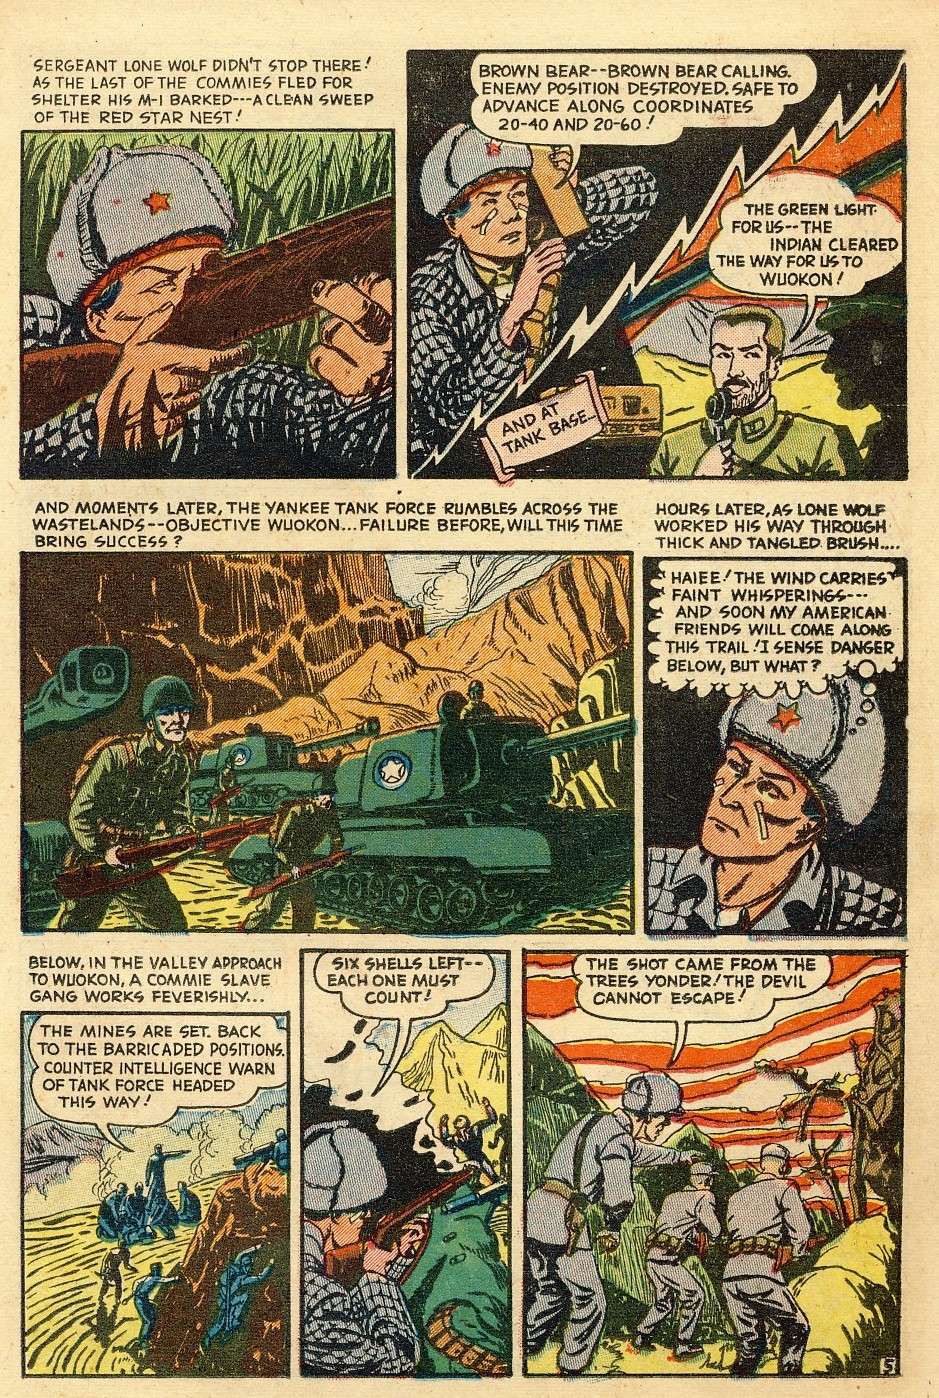 SERGEANT LONE WOLF DIDN'T STOP THERE!
AS THE LAST OF THE COMMIES FLED FOR
SHELTER HIS M-1 BARKED---A CLEAN SWEEP
OF THE RED STAR NEST!
BROWN BEAR--BROWN BEAR CALLING.
ENEMY POSITION DESTROYED. SAFE TO
ADVANCE ALONG COORDINATES
20-40 AND 20-60!
AND AT
TANK BASE...
THE GREEN LIGHT
FOR US--THE
INDIAN CLEARED
THE WAY FOR US TO
WUOKON!
AND MOMENTS LATER, THE YANKEE TANK FORCE RUMBLES ACROSS THE
WASTELANDS--OBJECTIVE WUOKON...FAILURE BEFORE, WILL THIS TIME
BRING SUCCESS?
HOURS LATER, AS LONE WOLF
WORKED HIS WAY THROUGH
THICK AND TANGLED BRUSH....
HAIEE! THE WIND CARRIES
FAINT WHISPERINGS---
AND SOON MY AMERICAN
FRIENDS WILL COME ALONG
THIS TRAIL! I SENSE DANGER
BELOW, BUT WHAT?
BELOW, IN THE VALLEY APPROACH
TO WUOKON, A COMMIE SLAVE
GANG WORKS FEVERISHLY...
THE MINES ARE SET. BACK
TO THE BARRICADED POSITIONS.
COUNTER INTELLIGENCE WARN
OF TANK FORCE HEADED
THIS WAY!
SIX SHELLS LEFT--
EACH ONE MUST
COUNT!
THE SHOT CAME FROM THE
TREES YONDER! THE DEVIL
CANNOT ESCAPE!
5